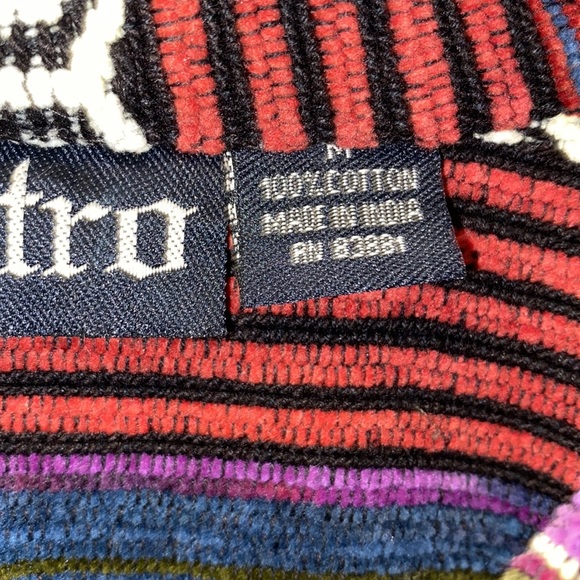 tro
M
100% COTTON
MADE IN INDIA
RN 83881